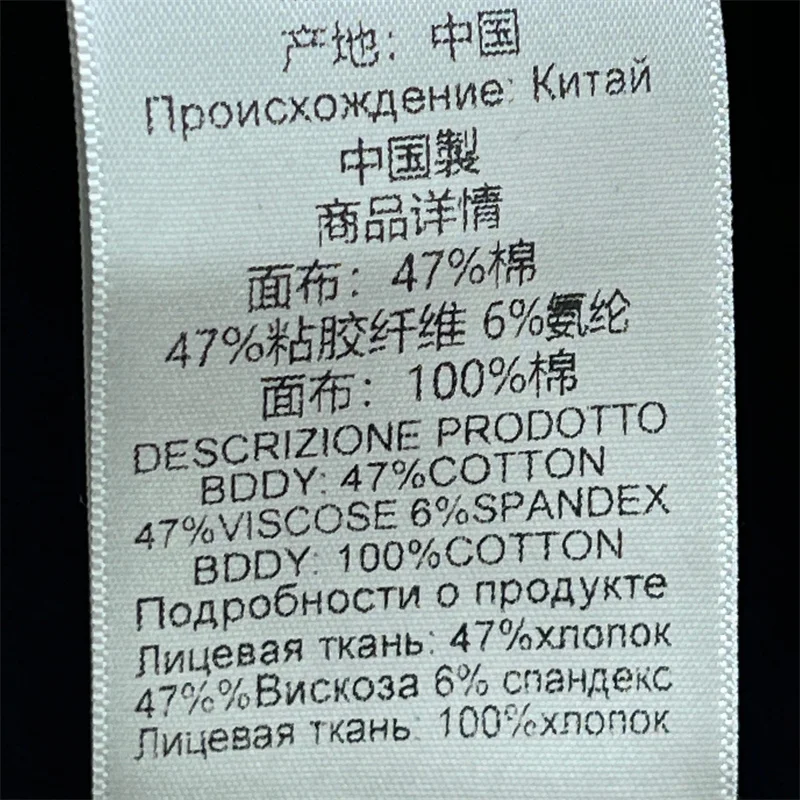 产地：中国
Происхождение: Китай
中国製
商品详情
面布：47%棉
47%粘胶纤维 6%氨纶
面布：100%棉
DESCRIZIONE PRODOTTO
BDDY: 47%COTTON
47%VISCOSE 6%SPANDEX
BDDY: 100%COTTON
Подробности о продукте
Лицевая ткань: 47%хлопок
47%%Вискоза 6% спандекс
Лицевая ткань: 100%хлопок